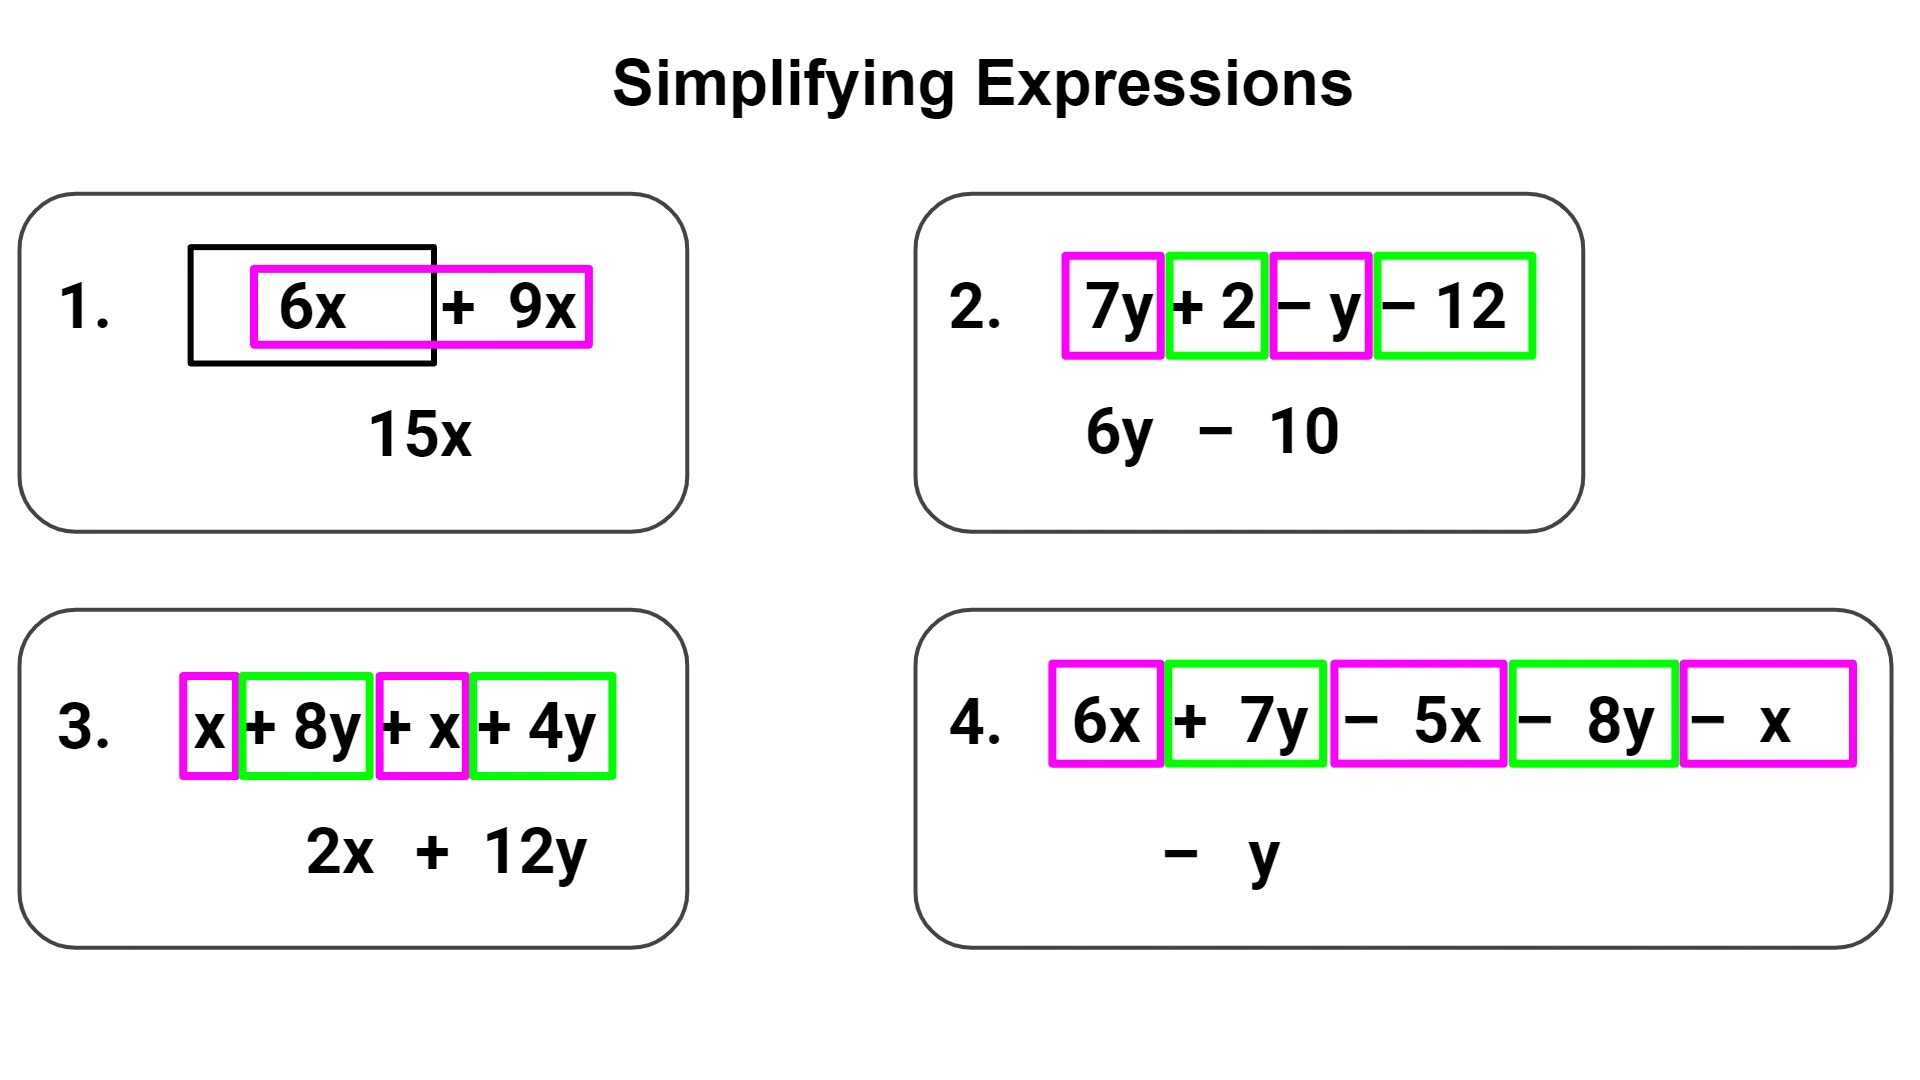 Simplifying Expressions
1. 6x + 9x
15x
2. 7y + 2 – y – 12
6y – 10
3. x + 8y + x + 4y
2x + 12y
4. 6x + 7y – 5x – 8y – x
– y